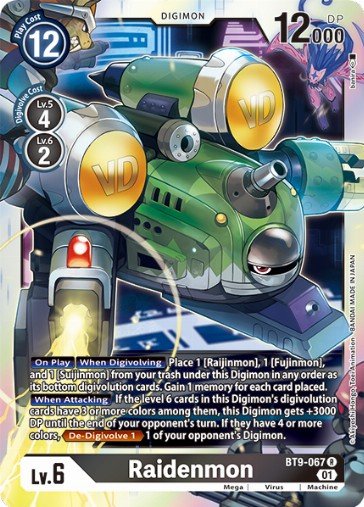 DIGIMON
Play Cost
12
DP
12000
Digivolve Cost
Lv.5
4
Lv.6
2
VD
VD
©Akiyoshi Hongo, Toei Animation ©BANDAI MADE IN JAPAN
On Play When Digivolving Place 1 [Raijinmon], 1 [Fujinmon],
and 1 [Suijinmon] from your trash under this Digimon in any order as
its bottom digivolution cards. Gain 1 memory for each card placed.
When Attacking If the level 6 cards in this Digimon's digivolution
cards have 3 or more colors among them, this Digimon gets +3000
DP until the end of your opponent's turn. If they have 4 or more
colors, De-Digivolve 1 1 of your opponent's Digimon.
Lv.6
Raidenmon
BT9-067 R
01
Mega Virus Machine